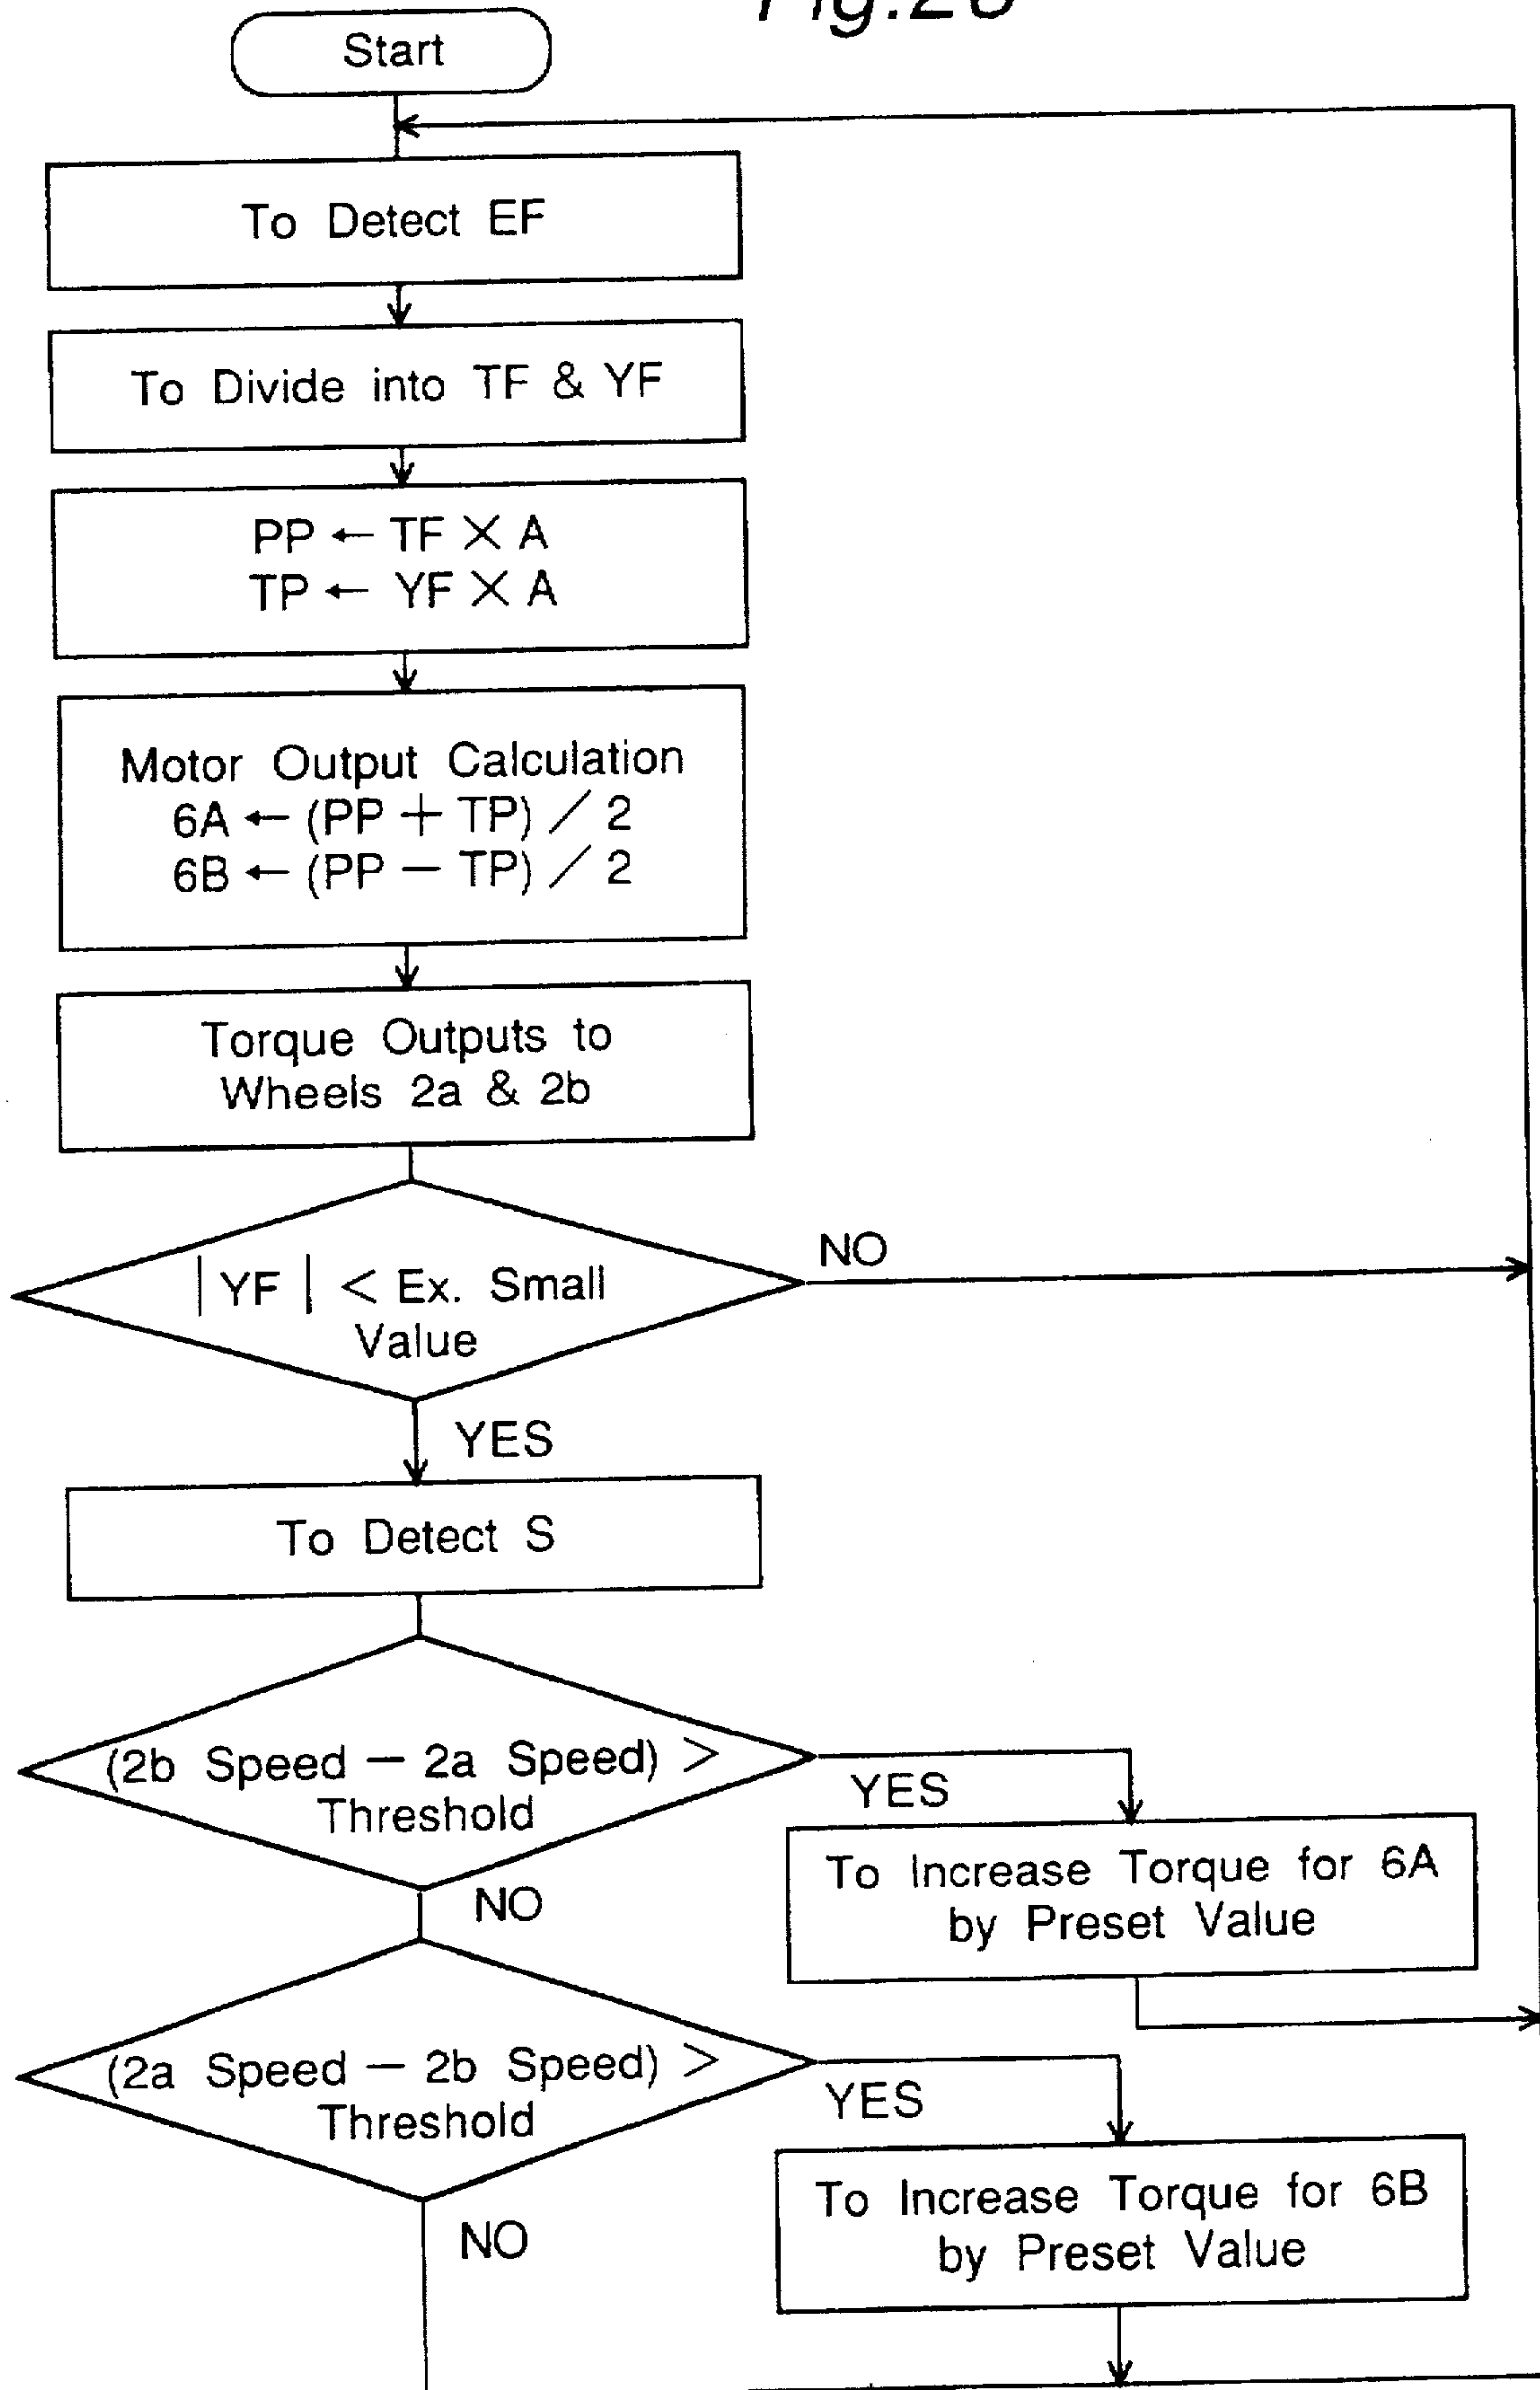 Start
To Detect EF
To Divide into TF & YF
PP ← TF × A
TP ← YF × A
Motor Output Calculation
6A ← (PP + TP) / 2
6B ← (PP − TP) / 2
Torque Outputs to
Wheels 2a & 2b
| YF | < Ex. Small
Value
NO
YES
To Detect S
(2b Speed − 2a Speed) >
Threshold
YES
To Increase Torque for 6A
by Preset Value
NO
(2a Speed − 2b Speed) >
Threshold
YES
To Increase Torque for 6B
by Preset Value
NO